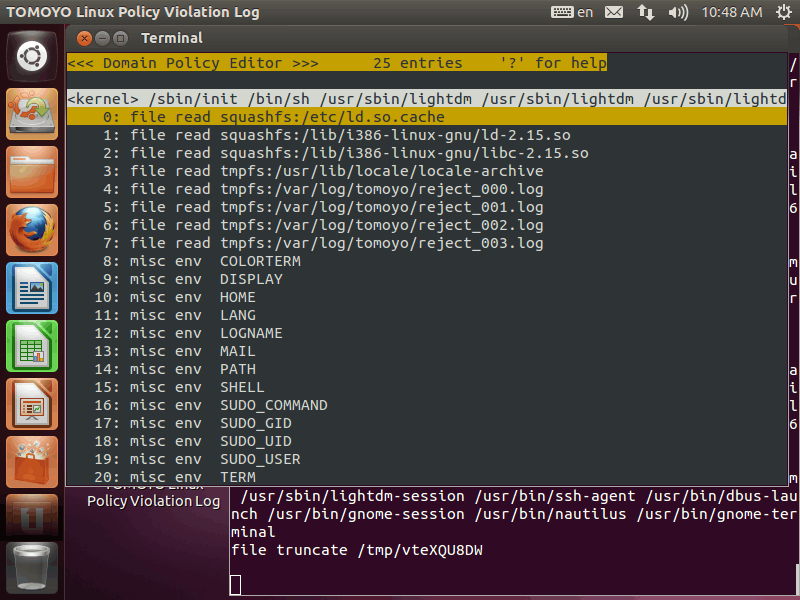 TOMOYO Linux Policy Violation Log
en
10:48 AM
Terminal
<<< Domain Policy Editor >>>      25 entries    '?' for help
<kernel> /sbin/init /bin/sh /usr/sbin/lightdm /usr/sbin/lightdm /usr/sbin/lightd
0: file read squashfs:/etc/ld.so.cache
1: file read squashfs:/lib/i386-linux-gnu/ld-2.15.so
2: file read squashfs:/lib/i386-linux-gnu/libc-2.15.so
3: file read tmpfs:/usr/lib/locale/locale-archive
4: file read tmpfs:/var/log/tomoyo/reject_000.log
5: file read tmpfs:/var/log/tomoyo/reject_001.log
6: file read tmpfs:/var/log/tomoyo/reject_002.log
7: file read tmpfs:/var/log/tomoyo/reject_003.log
8: misc env  COLORTERM
9: misc env  DISPLAY
10: misc env  HOME
11: misc env  LANG
12: misc env  LOGNAME
13: misc env  MAIL
14: misc env  PATH
15: misc env  SHELL
16: misc env  SUDO_COMMAND
17: misc env  SUDO_GID
18: misc env  SUDO_UID
19: misc env  SUDO_USER
20: misc env  TERM
Policy Violation Log
/usr/sbin/lightdm-session /usr/bin/ssh-agent /usr/bin/dbus-lau
nch /usr/bin/gnome-session /usr/bin/nautilus /usr/bin/gnome-ter
minal
file truncate /tmp/vteXQU8DW